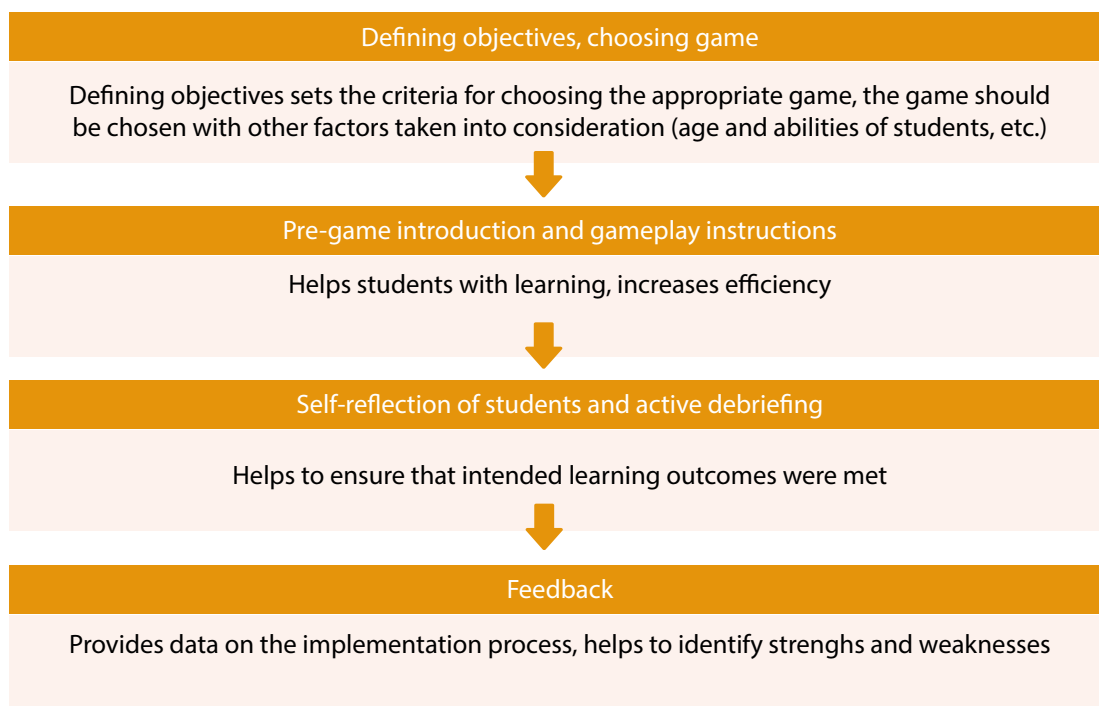 Defining objectives, choosing game
Defining objectives sets the criteria for choosing the appropriate game, the game should
be chosen with other factors taken into consideration (age and abilities of students, etc.)
Pre-game introduction and gameplay instructions
Helps students with learning, increases efficiency
Self-reflection of students and active debriefing
Helps to ensure that intended learning outcomes were met
Feedback
Provides data on the implementation process, helps to identify strenghs and weaknesses